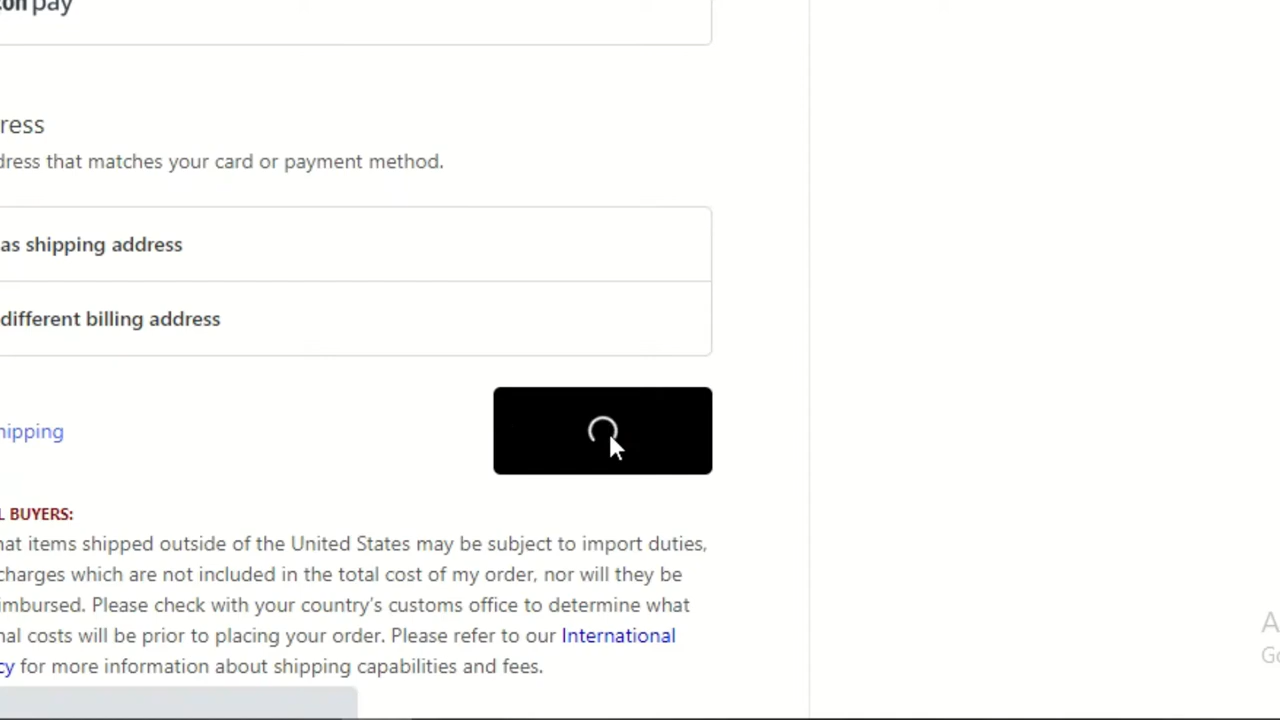 pay
ress
dress that matches your card or payment method.
as shipping address
different billing address
hipping
L BUYERS:
hat items shipped outside of the United States may be subject to import duties,
charges which are not included in the total cost of my order, nor will they be
imbursed. Please check with your country's customs office to determine what
nal costs will be prior to placing your order. Please refer to our International
cy for more information about shipping capabilities and fees.
A
Go